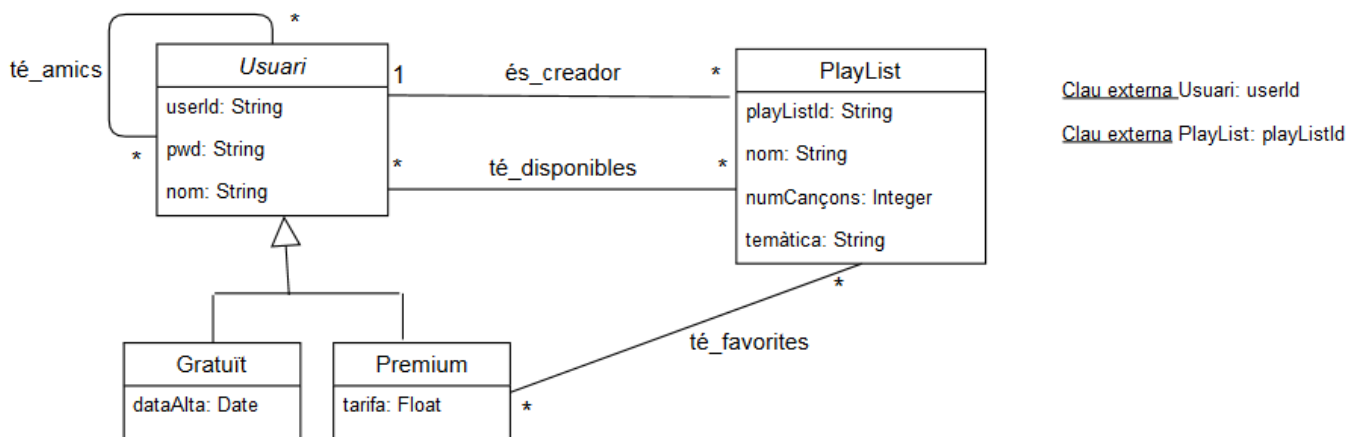 *
té_amics
*
Usuari
userId: String
pwd: String
nom: String
1
és_creador
*
*
té_disponibles
*
PlayList
playListId: String
nom: String
numCançons: Integer
temàtica: String
Clau externa Usuari: userId
Clau externa PlayList: playListId
*
té_favorites
*
Gratuït
dataAlta: Date
Premium
tarifa: Float